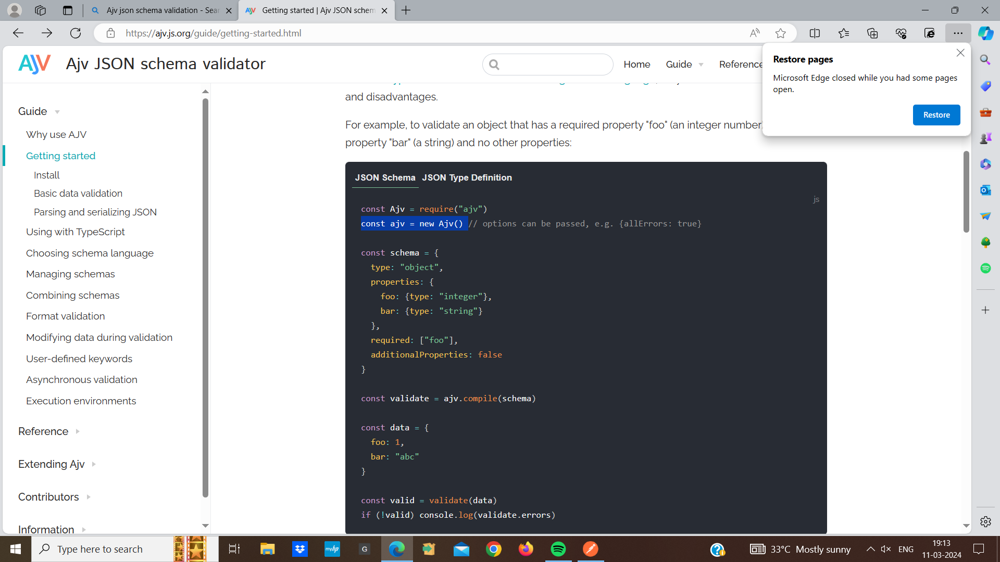 Ajv json schema validation - Sear
Getting started | Ajv JSON schem
https://ajv.js.org/guide/getting-started.html
AJV
Ajv JSON schema validator
Home
Guide
Reference
Restore pages
Microsoft Edge closed while you had some pages
open.
Restore
Guide
Why use AJV
Getting started
Install
Basic data validation
Parsing and serializing JSON
Using with TypeScript
Choosing schema language
Managing schemas
Combining schemas
Format validation
Modifying data during validation
User-defined keywords
Asynchronous validation
Execution environments
Reference
Extending Ajv
Contributors
Information
and disadvantages.
For example, to validate an object that has a required property "foo" (an integer number)
property "bar" (a string) and no other properties:
JSON Schema JSON Type Definition
js
const Ajv = require("ajv")
const ajv = new Ajv() // options can be passed, e.g. {allErrors: true}
const schema = {
type: "object",
properties: {
foo: {type: "integer"},
bar: {type: "string"}
},
required: ["foo"],
additionalProperties: false
}
const validate = ajv.compile(schema)
const data = {
foo: 1,
bar: "abc"
}
const valid = validate(data)
if (!valid) console.log(validate.errors)
Type here to search
myhp
G
33°C Mostly sunny
ENG
19:13
11-03-2024